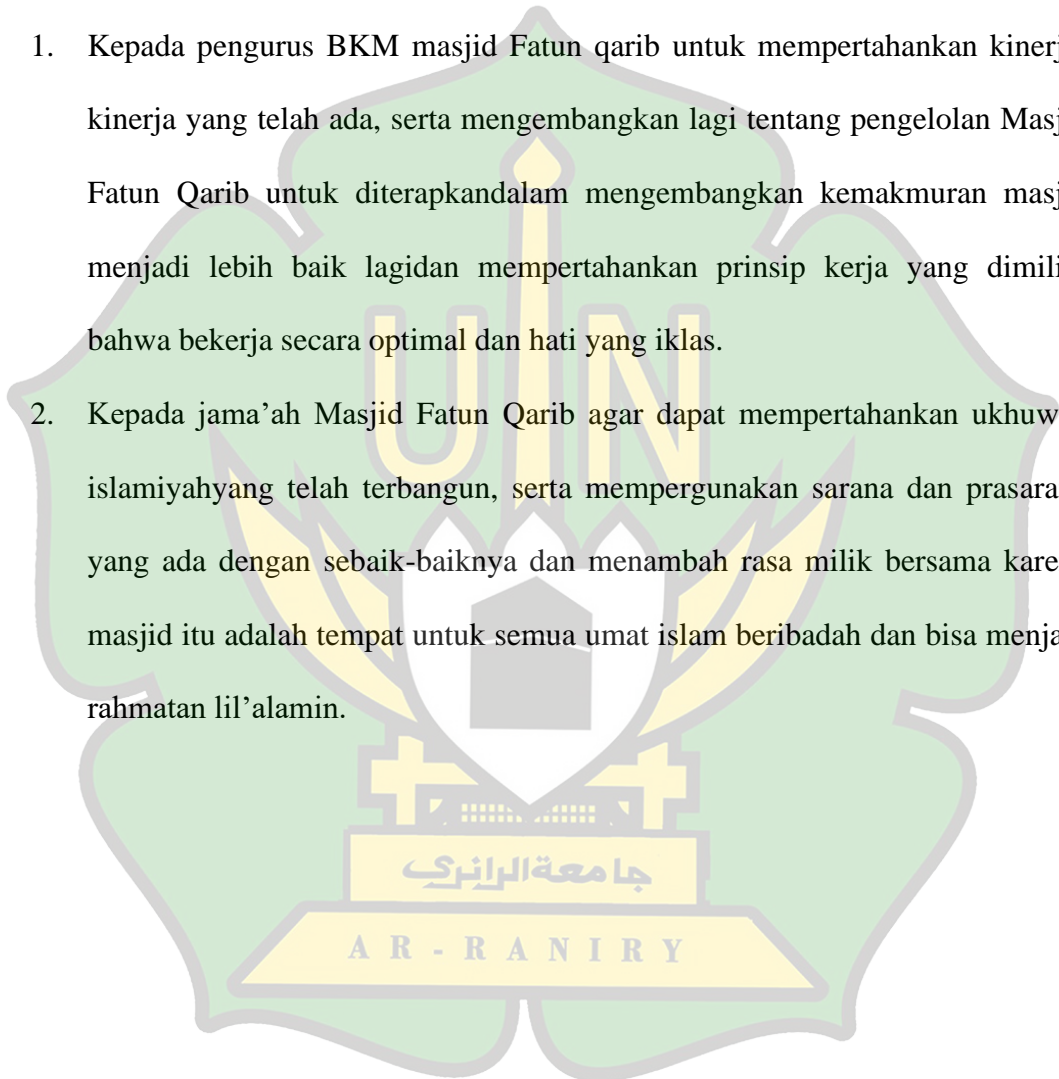 1. Kepada pengurus BKM masjid Fatun qarib untuk mempertahankan kinerj
kinerja yang telah ada, serta mengembangkan lagi tentang pengelolan Masj
Fatun Qarib untuk diterapkandalam mengembangkan kemakmuran masj
menjadi lebih baik lagidan mempertahankan prinsip kerja yang dimili
bahwa bekerja secara optimal dan hati yang iklas.
2. Kepada jama’ah Masjid Fatun Qarib agar dapat mempertahankan ukhuw
islamiyahyang telah terbangun, serta mempergunakan sarana dan prasara
yang ada dengan sebaik-baiknya dan menambah rasa milik bersama kare
masjid itu adalah tempat untuk semua umat islam beribadah dan bisa menja
rahmatan lil’alamin.
UIN
جامعة الرانري
AR-RANIRY